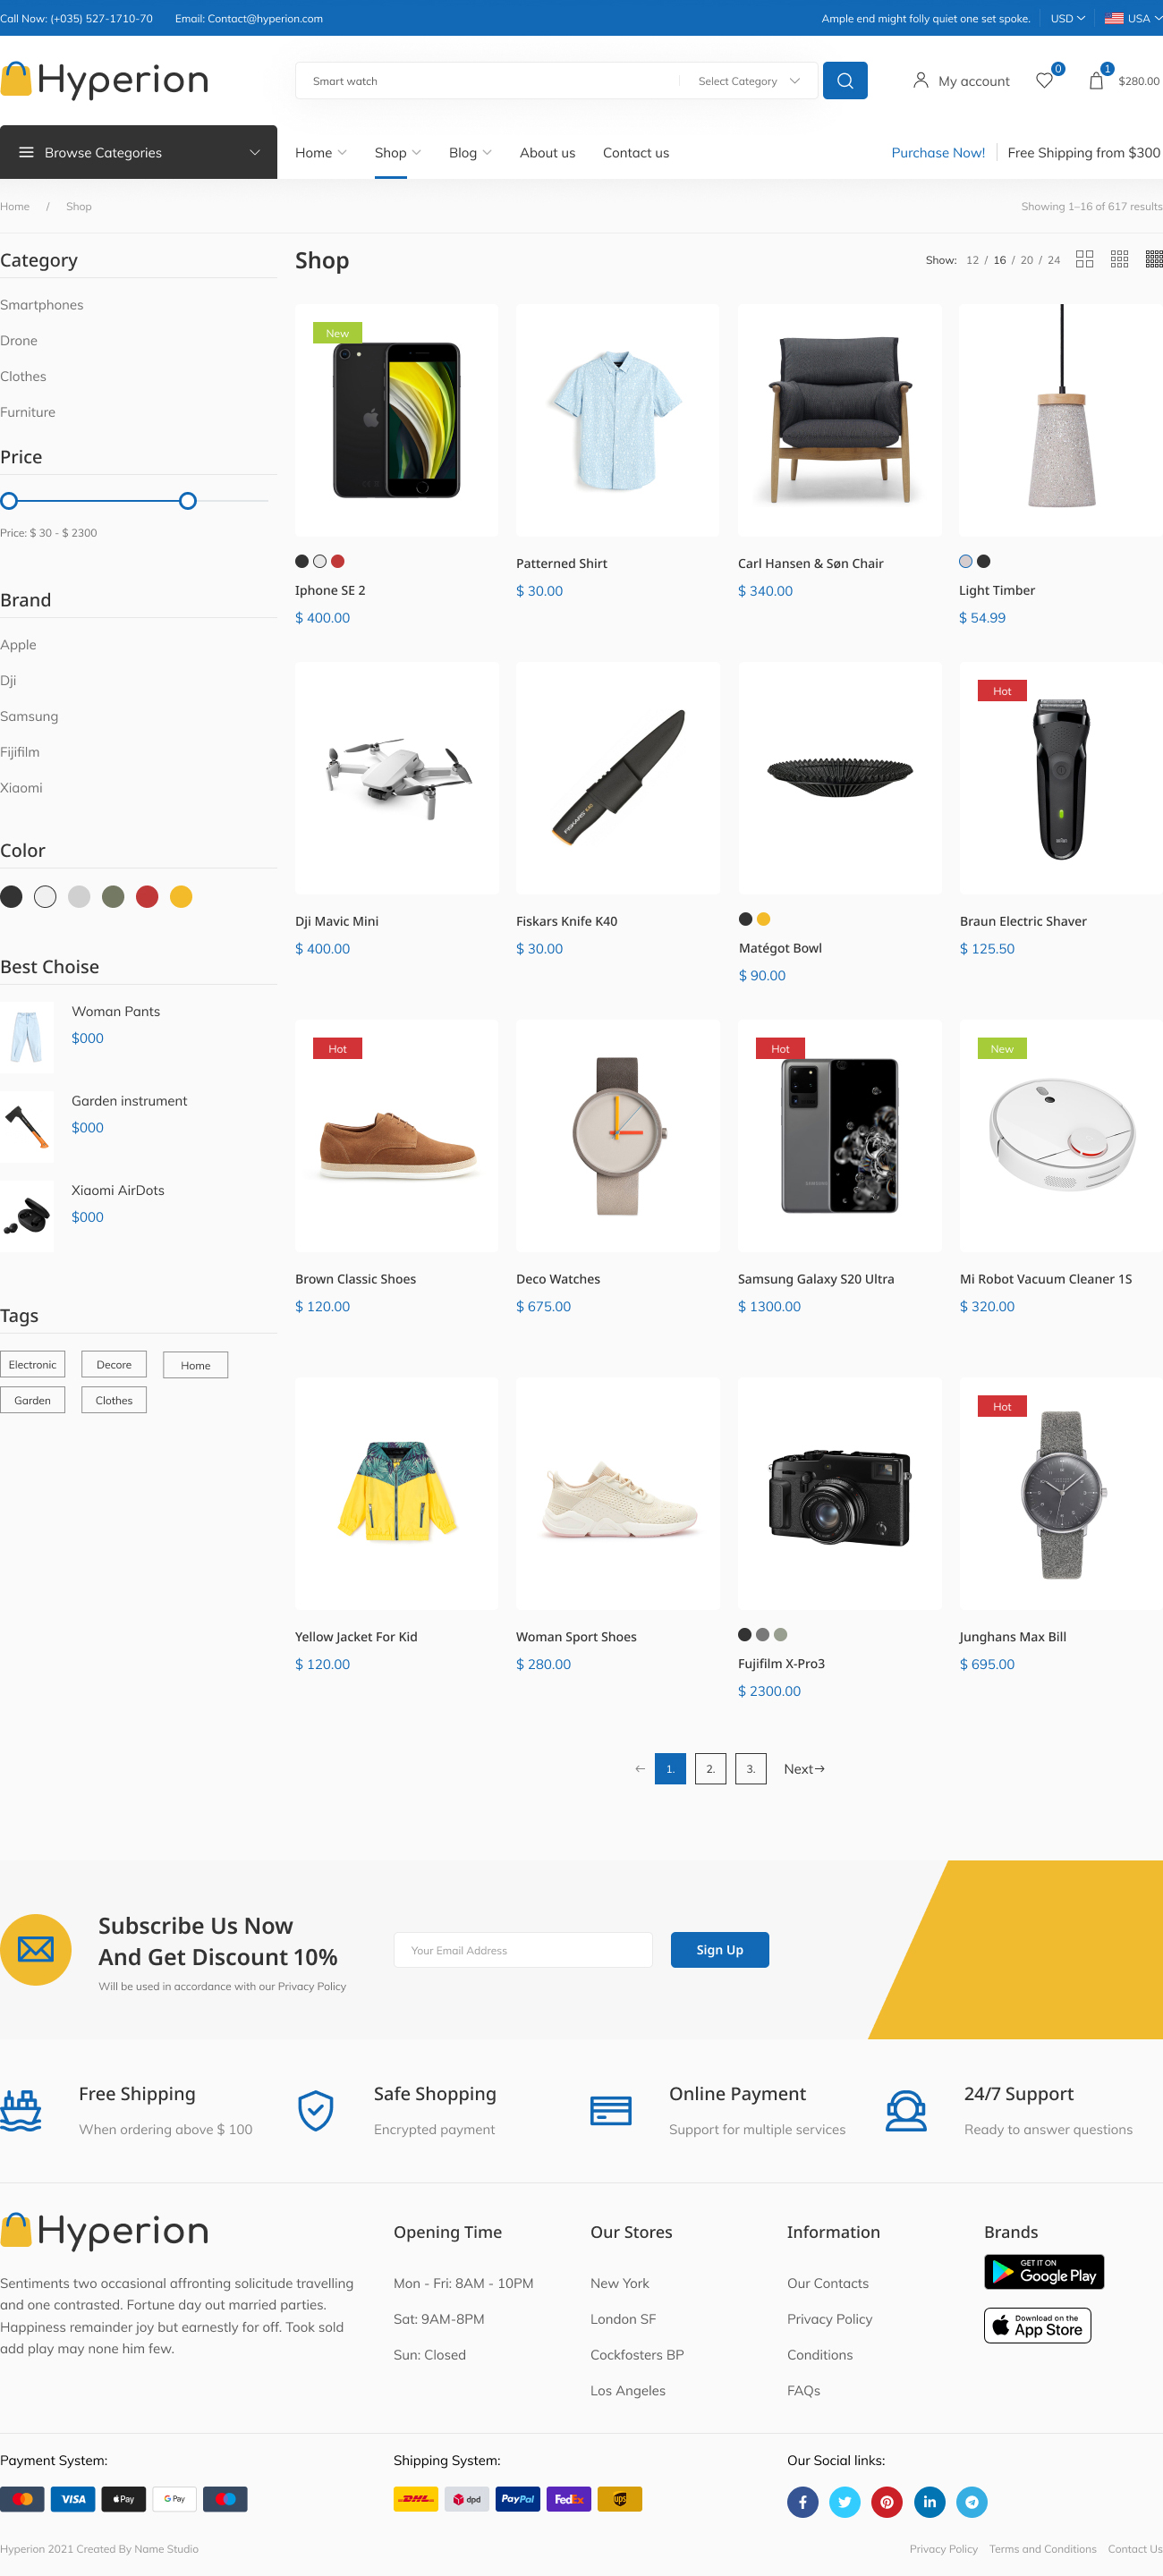 Call Now: (+035) 527-1710-70 Email: Contact@hyperion.com Ample end might folly quiet one set spoke. USD USA
Hyperion
Smart watch Select Category
My account 0 1 $280.00
Browse Categories Home Shop Blog About us Contact us Purchase Now! Free Shipping from $300
Home / Shop Showing 1–16 of 617 results
Category
Smartphones
Drone
Clothes
Furniture
Price
Price: $ 30 - $ 2300
Brand
Apple
Dji
Samsung
Fijifilm
Xiaomi
Color
Best Choise
Woman Pants
$000
Garden instrument
$000
Xiaomi AirDots
$000
Tags
Electronic Decore Home
Garden Clothes
Shop Show: 12 / 16 / 20 / 24
New
Iphone SE 2
$ 400.00
Patterned Shirt
$ 30.00
Carl Hansen & Søn Chair
$ 340.00
Light Timber
$ 54.99
Dji Mavic Mini
$ 400.00
FISKARS K40
Fiskars Knife K40
$ 30.00
Matégot Bowl
$ 90.00
Hot
BRAUN
Braun Electric Shaver
$ 125.50
Hot
Brown Classic Shoes
$ 120.00
Deco Watches
$ 675.00
Hot
SAMSUNG
Samsung Galaxy S20 Ultra
$ 1300.00
New
Mi Robot Vacuum Cleaner 1S
$ 320.00
Yellow Jacket For Kid
$ 120.00
Woman Sport Shoes
$ 280.00
Fujifilm X-Pro3
$ 2300.00
Hot
Junghans Max Bill
$ 695.00
1. 2. 3. Next
Subscribe Us Now
And Get Discount 10%
Will be used in accordance with our Privacy Policy
Your Email Address Sign Up
Free Shipping
When ordering above $ 100
Safe Shopping
Encrypted payment
Online Payment
Support for multiple services
24/7 Support
Ready to answer questions
Hyperion
Sentiments two occasional affronting solicitude travelling
and one contrasted. Fortune day out married parties.
Happiness remainder joy but earnestly for off. Took sold
add play may none him few.
Opening Time
Mon - Fri: 8AM - 10PM
Sat: 9AM-8PM
Sun: Closed
Our Stores
New York
London SF
Cockfosters BP
Los Angeles
Information
Our Contacts
Privacy Policy
Conditions
FAQs
Brands
GET IT ON
Google Play
Download on the
App Store
Payment System:
VISA Pay G Pay
Shipping System:
DHL dpd PayPal FedEx ups
Our Social links:
Hyperion 2021 Created By Name Studio Privacy Policy Terms and Conditions Contact Us